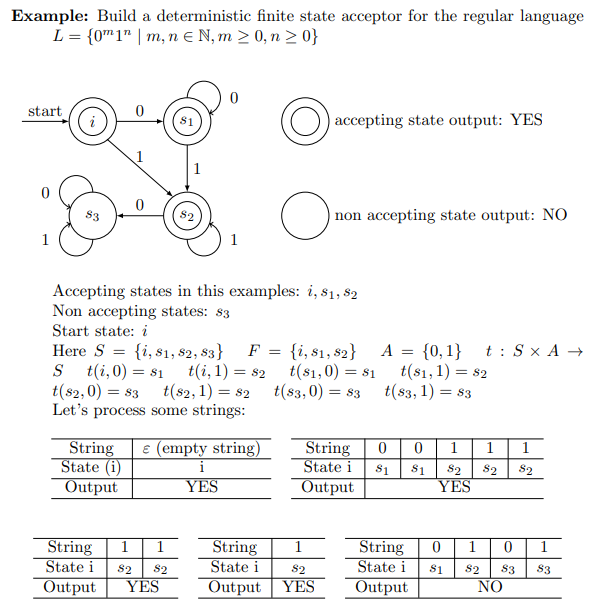 Example: Build a deterministic finite state acceptor for the regular language
L = {0^m1^n | m, n ∈ ℕ, m ≥ 0, n ≥ 0}
start i 0 s₁ 0
accepting state output: YES
1 1
0 s₃ 0 s₂
non accepting state output: NO
1 1
Accepting states in this examples: i, s₁, s₂
Non accepting states: s₃
Start state: i
Here S = {i, s₁, s₂, s₃} F = {i, s₁, s₂} A = {0, 1} t : S × A →
S t(i, 0) = s₁ t(i, 1) = s₂ t(s₁, 0) = s₁ t(s₁, 1) = s₂
t(s₂, 0) = s₃ t(s₂, 1) = s₂ t(s₃, 0) = s₃ t(s₃, 1) = s₃
Let's process some strings:
String ε (empty string)
State (i) i
Output YES
String 0 0 1 1 1
State i s₁ s₁ s₂ s₂ s₂
Output YES
String 1 1
State i s₂ s₂
Output YES
String 1
State i s₂
Output YES
String 0 1 0 1
State i s₁ s₂ s₃ s₃
Output NO